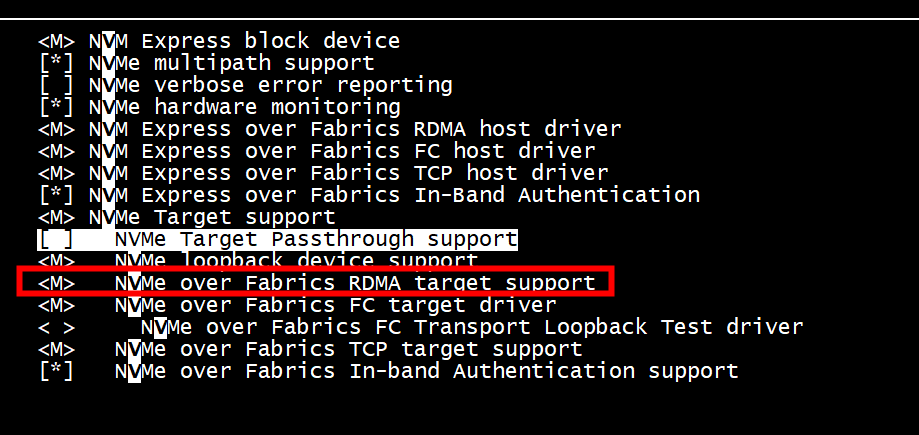 <M> NVM Express block device
[*] NVMe multipath support
[ ] NVMe verbose error reporting
[*] NVMe hardware monitoring
<M> NVM Express over Fabrics RDMA host driver
<M> NVM Express over Fabrics FC host driver
<M> NVM Express over Fabrics TCP host driver
[*] NVM Express over Fabrics In-Band Authentication
<M> NVMe Target support
[ ]   NVMe Target Passthrough support
<M>   NVMe loopback device support
<M>   NVMe over Fabrics RDMA target support
<M>   NVMe over Fabrics FC target driver
< >     NVMe over Fabrics FC Transport Loopback Test driver
<M>   NVMe over Fabrics TCP target support
[*]   NVMe over Fabrics In-band Authentication support